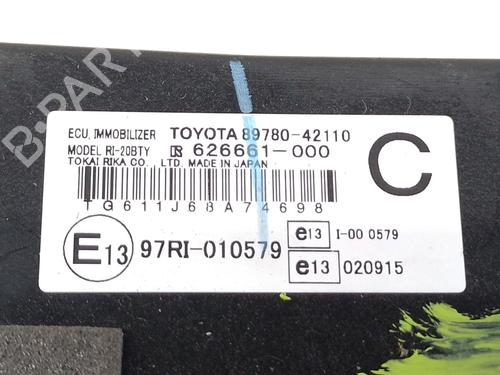 B-PARTS
ECU, IMMOBILIZER TOYOTA 89780-42110
MODEL RI-20BTY R 626661-000
TOKAI RIKA CO. LTD. MADE IN JAPAN
C
TG611J68A74698
E13 97RI-010579
e13 I-00 0579
e13 020915